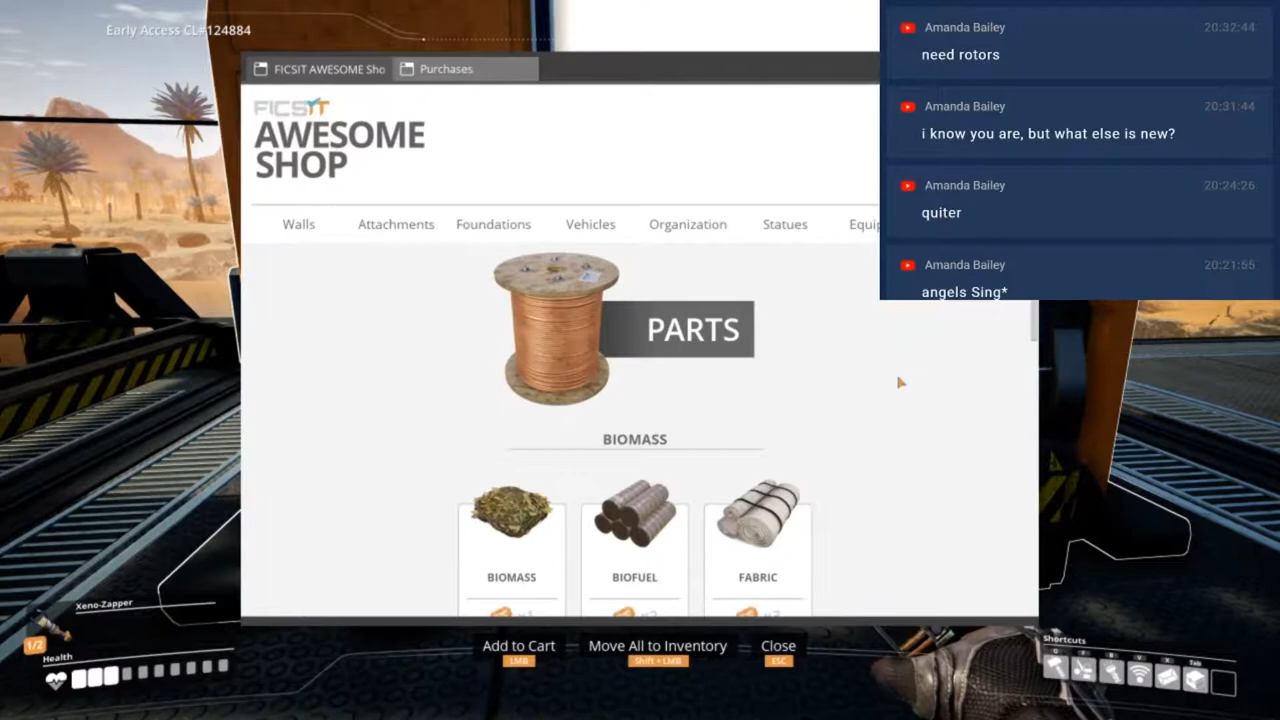 Early Access CL#124884
FICSIT AWESOME Sho
Purchases
FICSIT
AWESOME
SHOP
Walls
Attachments
Foundations
Vehicles
Organization
Statues
Equip
PARTS
BIOMASS
BIOMASS
BIOFUEL
FABRIC
Add to Cart
LMB
Move All to Inventory
Shift + LMB
Close
ESC
Amanda Bailey
20:32:44
need rotors
Amanda Bailey
20:31:44
i know you are, but what else is new?
Amanda Bailey
20:24:26
quiter
Amanda Bailey
20:21:55
angels Sing*
Xeno-Zapper
1/2
Health
Shortcuts
Tab